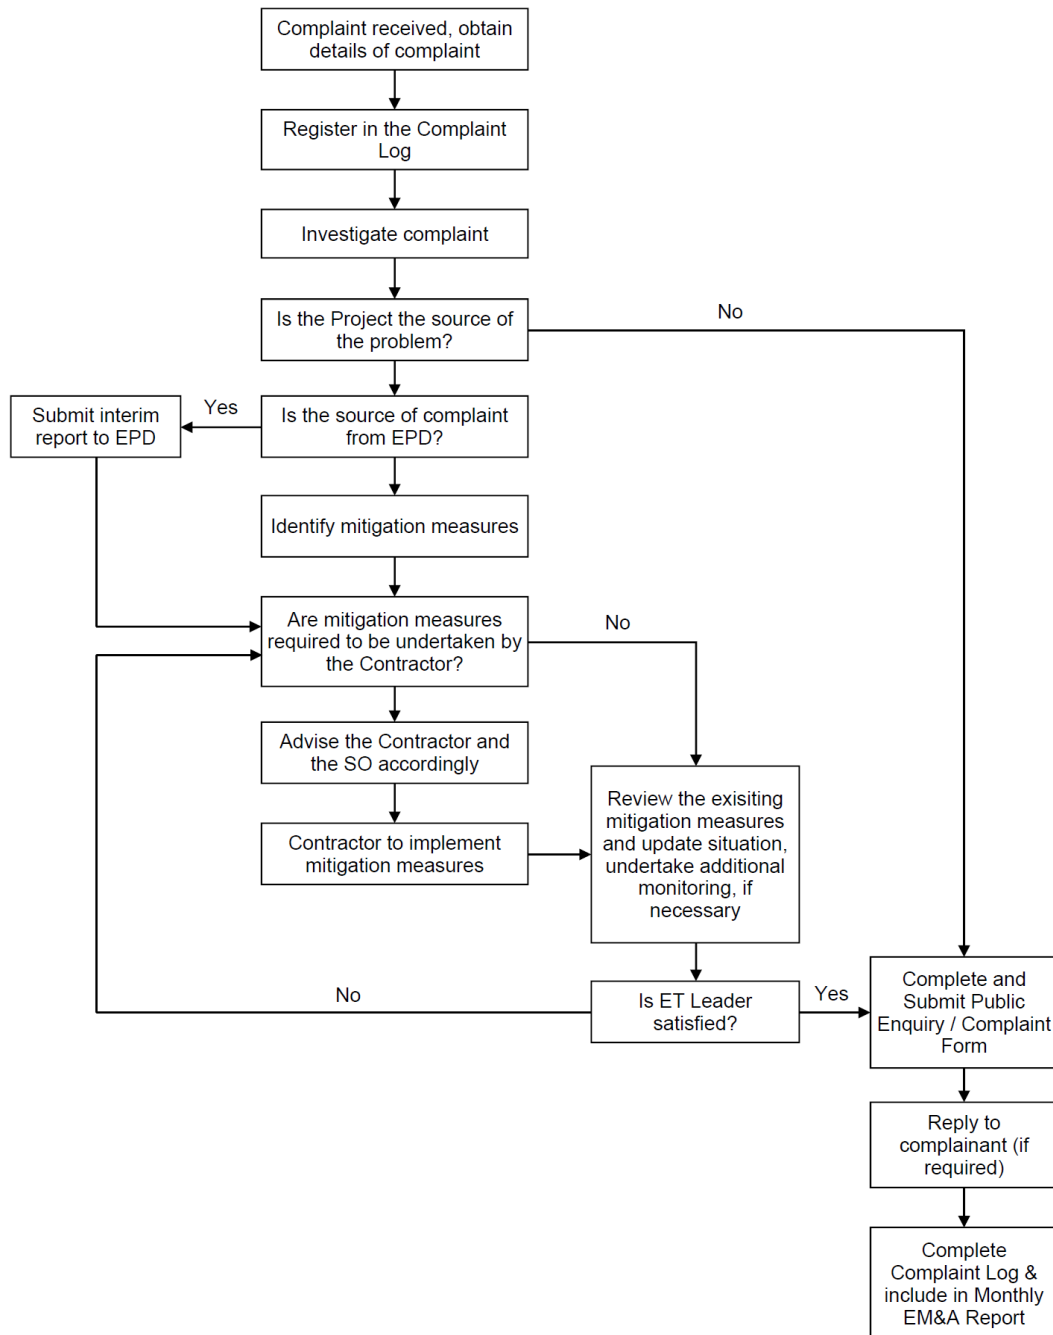 Complaint received, obtain
details of complaint
Register in the Complaint
Log
Investigate complaint
Is the Project the source of
the problem?
No
Submit interim
report to EPD
Yes
Is the source of complaint
from EPD?
Identify mitigation measures
Are mitigation measures
required to be undertaken by
the Contractor?
No
Advise the Contractor and
the SO accordingly
Contractor to implement
mitigation measures
Review the exisiting
mitigation measures
and update situation,
undertake additional
monitoring, if
necessary
No
Is ET Leader
satisfied?
Yes
Complete and
Submit Public
Enquiry / Complaint
Form
Reply to
complainant (if
required)
Complete
Complaint Log &
include in Monthly
EM&A Report